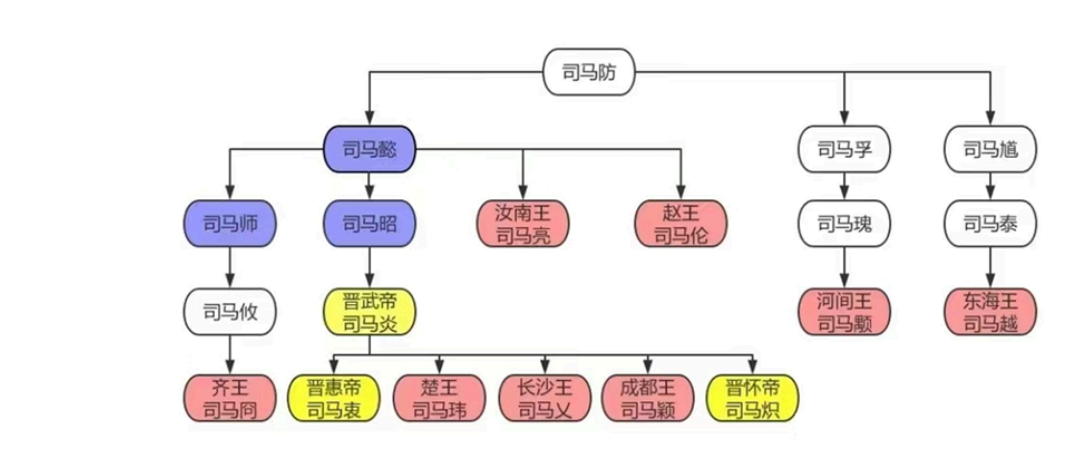 司马防
司马懿
司马孚
司马馗
司马师
司马昭
汝南王
司马亮
赵王
司马伦
司马瑰
司马泰
司马攸
晋武帝
司马炎
河间王
司马颙
东海王
司马越
齐王
司马冏
晋惠帝
司马衷
楚王
司马玮
长沙王
司马乂
成都王
司马颖
晋怀帝
司马炽